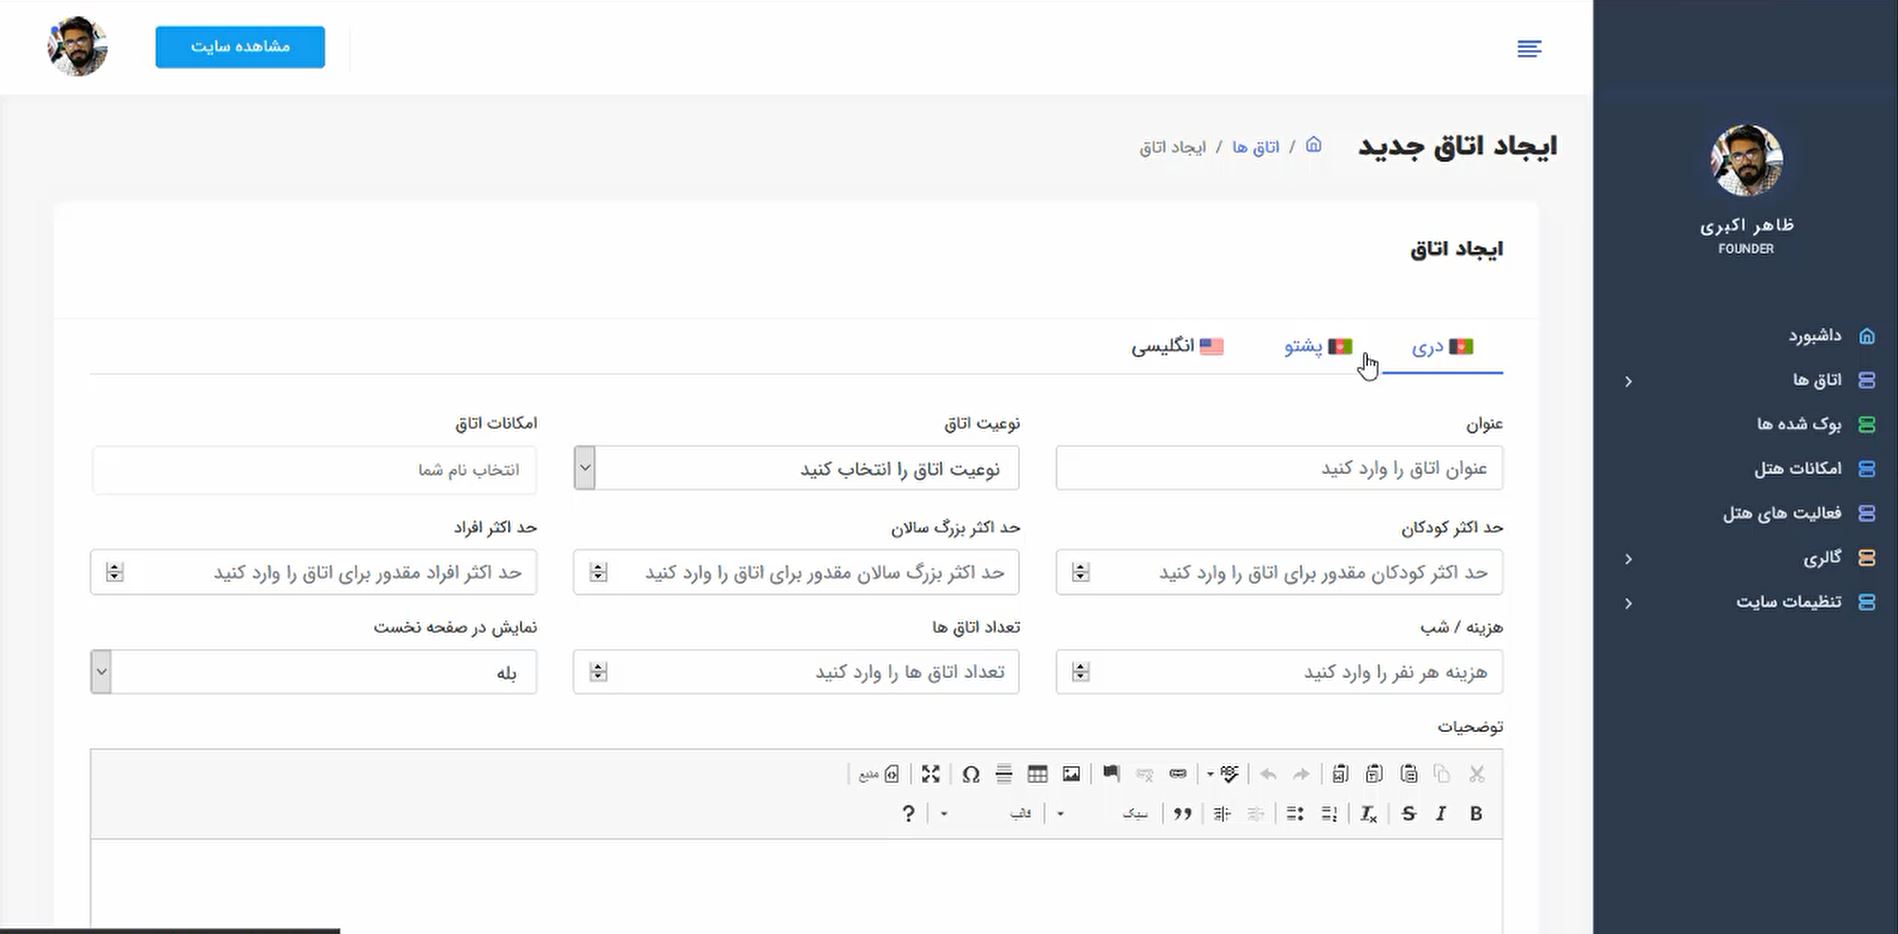 مشاهده سایت
ظاهر اکبری
FOUNDER
داشبورد
اتاق ها
بوک شده ها
امکانات هتل
فعالیت های هتل
گالری
تنظیمات سایت
ایجاد اتاق جدید
/ اتاق ها / ایجاد اتاق
ایجاد اتاق
دری
پشتو
انگلیسی
عنوان
نوعیت اتاق
امکانات اتاق
عنوان اتاق را وارد کنید
نوعیت اتاق را انتخاب کنید
انتخاب نام شما
حد اکثر کودکان
حد اکثر بزرگ سالان
حد اکثر افراد
حد اکثر کودکان مقدور برای اتاق را وارد کنید
حد اکثر بزرگ سالان مقدور برای اتاق را وارد کنید
حد اکثر افراد مقدور برای اتاق را وارد کنید
هزینه / شب
تعداد اتاق ها
نمایش در صفحه نخست
هزینه هر نفر را وارد کنید
تعداد اتاق ها را وارد کنید
بله
توضحیات
منبع
سبک
قالب